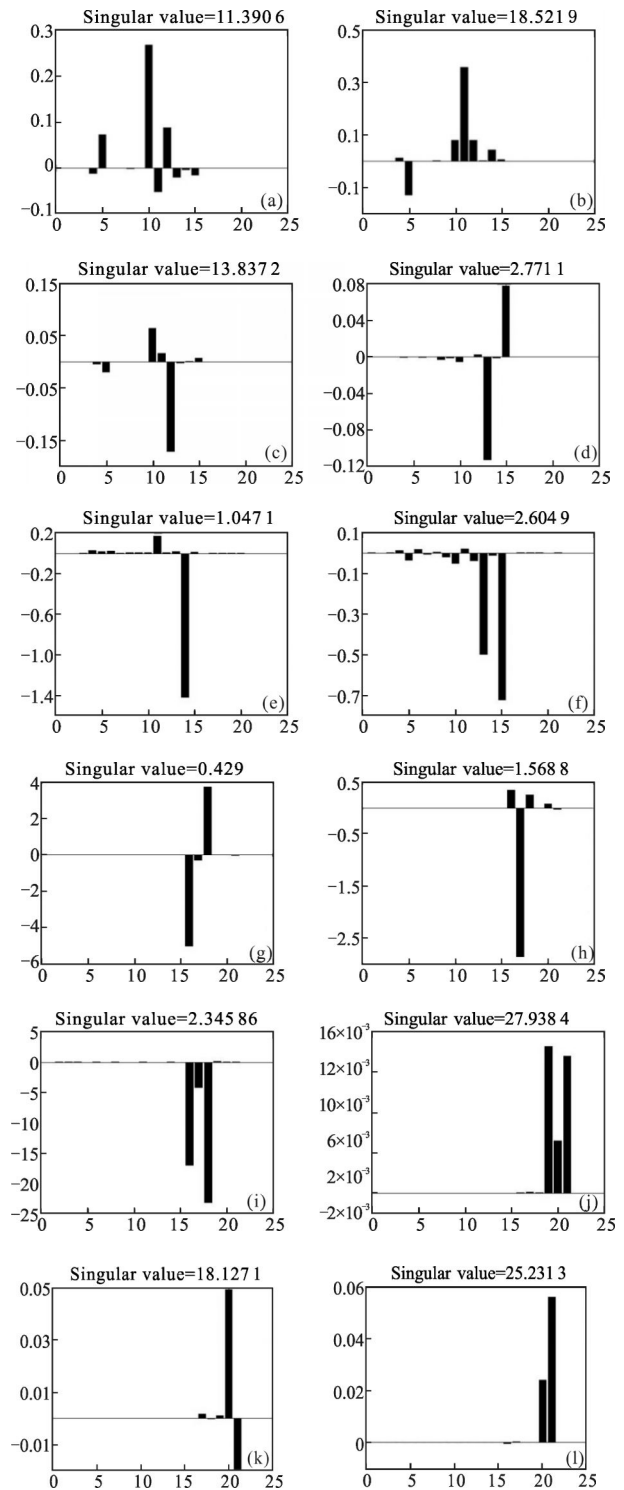 Singular value=11.390 6
0.3
0.2
0.1
0
-0.1
0 5 10 15 20 25
(a)
Singular value=18.521 9
0.5
0.3
0.1
-0.1
0 5 10 15 20 25
(b)
Singular value=13.837 2
0.15
0.05
-0.05
-0.15
0 5 10 15 20 25
(c)
Singular value=2.771 1
0.08
0.04
0
-0.04
-0.08
-0.12
0 5 10 15 20 25
(d)
Singular value=1.047 1
0.2
-0.2
-0.6
-1.0
-1.4
0 5 10 15 20 25
(e)
Singular value=2.604 9
0.1
-0.1
-0.3
-0.5
-0.7
0 5 10 15 20 25
(f)
Singular value=0.429
4
2
0
-2
-4
-6
0 5 10 15 20 25
(g)
Singular value=1.568 8
0.5
-0.5
-1.5
-2.5
0 5 10 15 20 25
(h)
Singular value=2.345 86
5
0
-5
-10
-15
-20
-25
0 5 10 15 20 25
(i)
Singular value=27.938 4
16×10⁻³
12×10⁻³
6×10⁻³
2×10⁻³
-2×10⁻³
0 5 10 15 20 25
(j)
Singular value=18.127 1
0.05
0.03
0.01
-0.01
0 5 10 15 20 25
(k)
Singular value=25.231 3
0.06
0.04
0.02
0
0 5 10 15 20 25
(l)